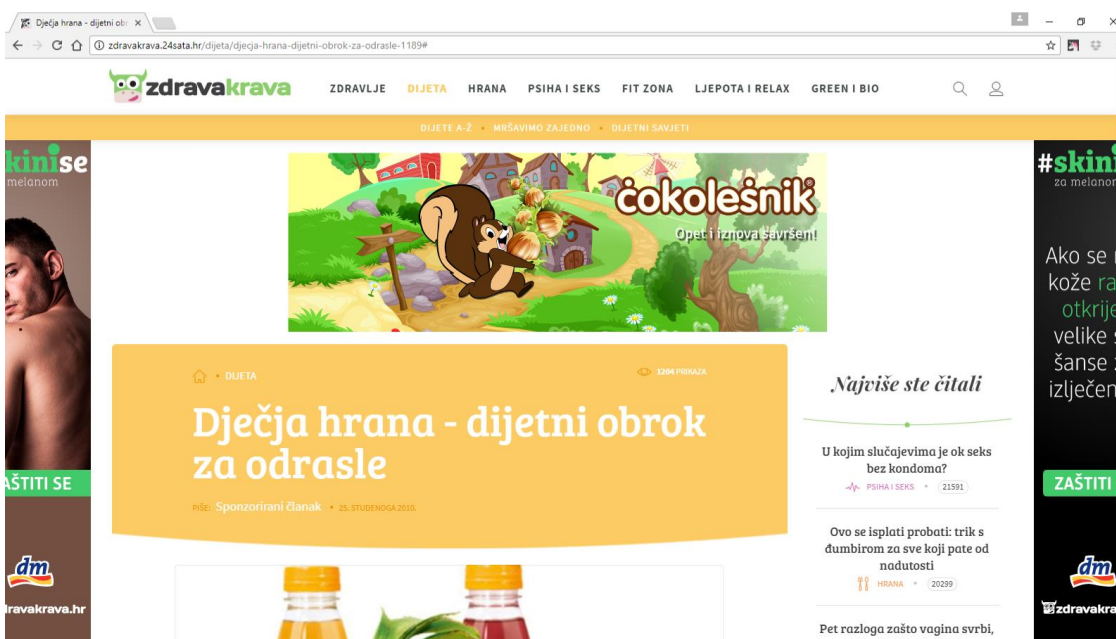 Dječja hrana - dijetni obr
zdravakrava.24sata.hr/dijeta/djecja-hrana-dijetni-obrok-za-odrasle-1189#
zdravakrava
ZDRAVLJE DIJETA HRANA PSIHA I SEKS FIT ZONA LJEPOTA I RELAX GREEN I BIO
DIJETE A-Ž • MRŠAVIMO ZAJEDNO • DIJETNI SAVJETI
kinise
melanom
AŠTITI SE
dm
dravakrava.hr
čokolešnik®
Opet i iznova savršen!
• DIJETA
1204 PRIKAZA
Dječja hrana - dijetni obrok
za odrasle
PIŠE: Sponzorirani članak • 25. STUDENOGA 2010.
Najviše ste čitali
U kojim slučajevima je ok seks
bez kondoma?
PSIHA I SEKS • 21591
Ovo se isplati probati: trik s
đumbirom za sve koji pate od
nadutosti
HRANA • 20299
Pet razloga zašto vagina svrbi,
#skini
za melanom
Ako se
kože ra
otkrije
velike s
šanse z
izlječen
ZAŠTITI
dm
zdravakra